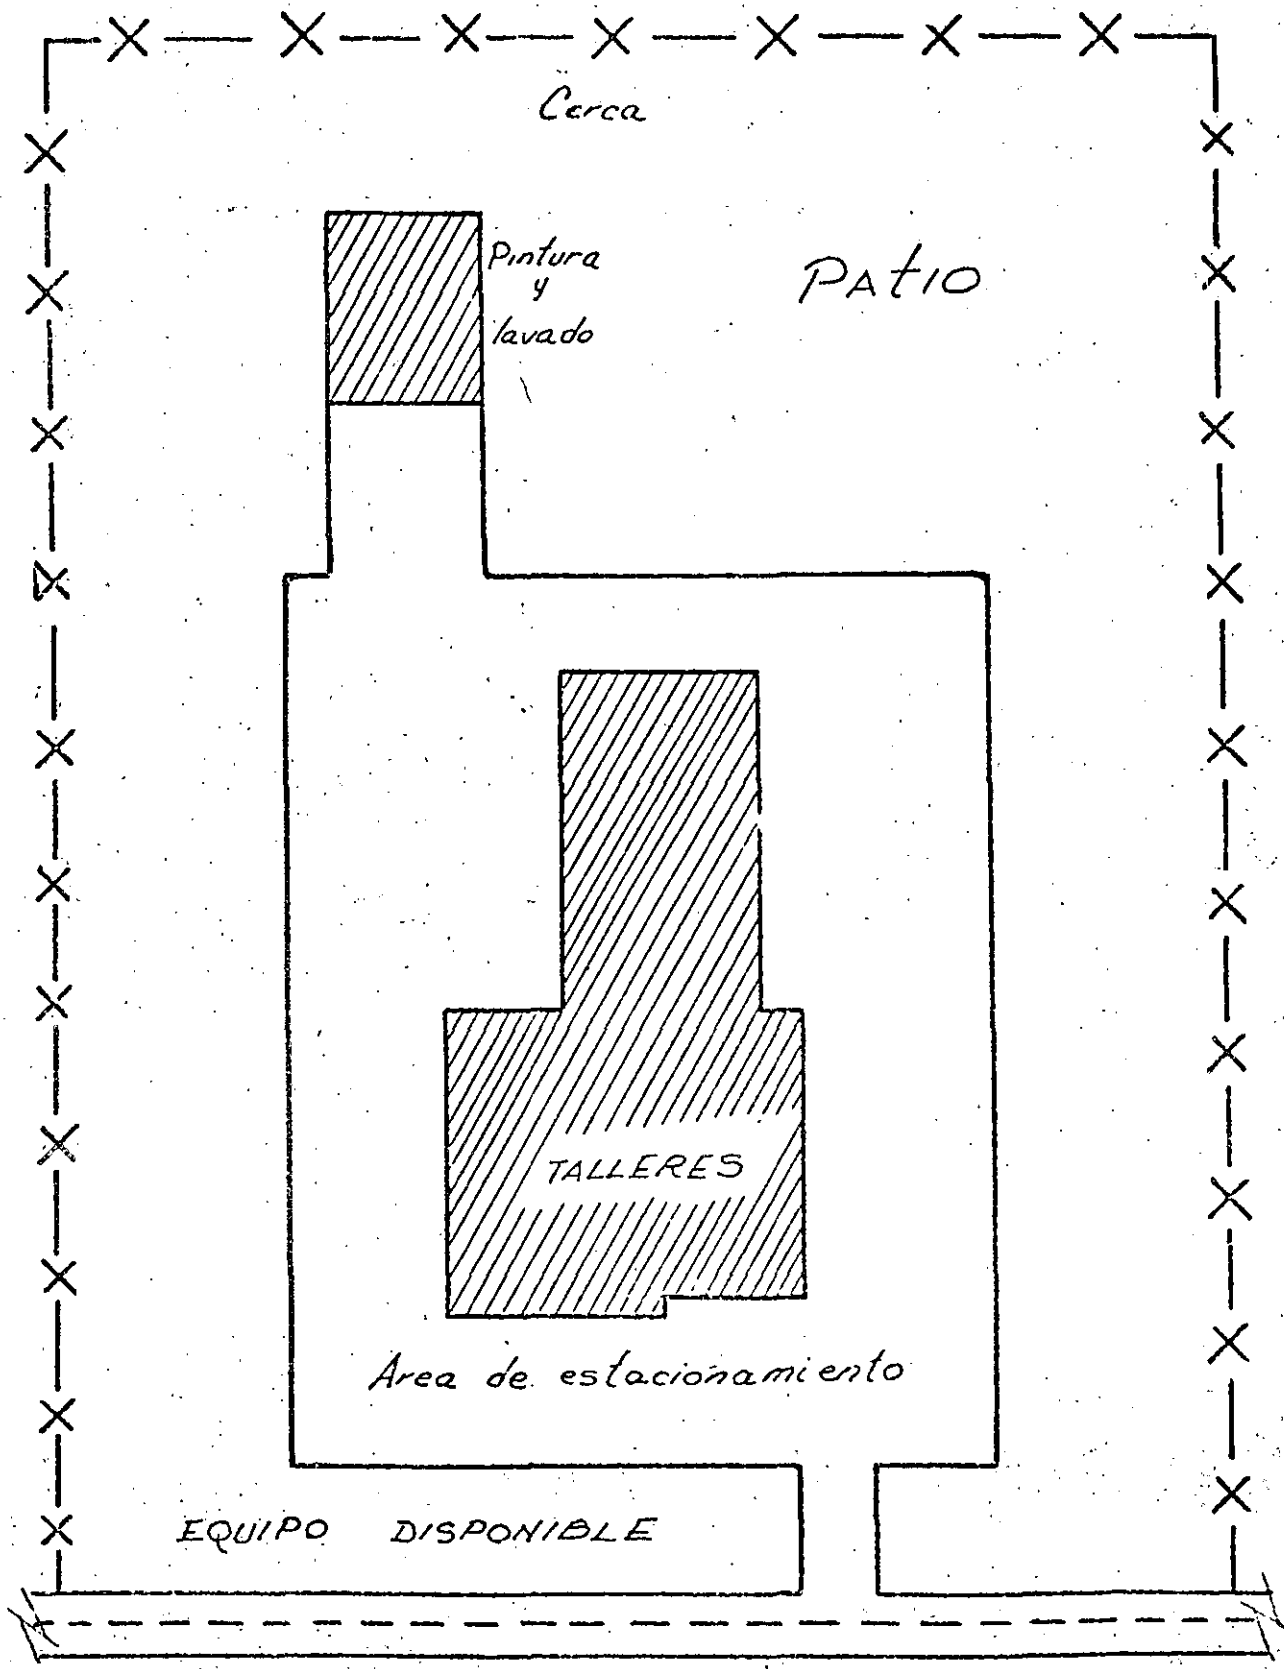 Cerca
Pintura
y
lavado
PAtIO
TALLERES
Area de estacionamiento
EQUIPO DISPONIBLE